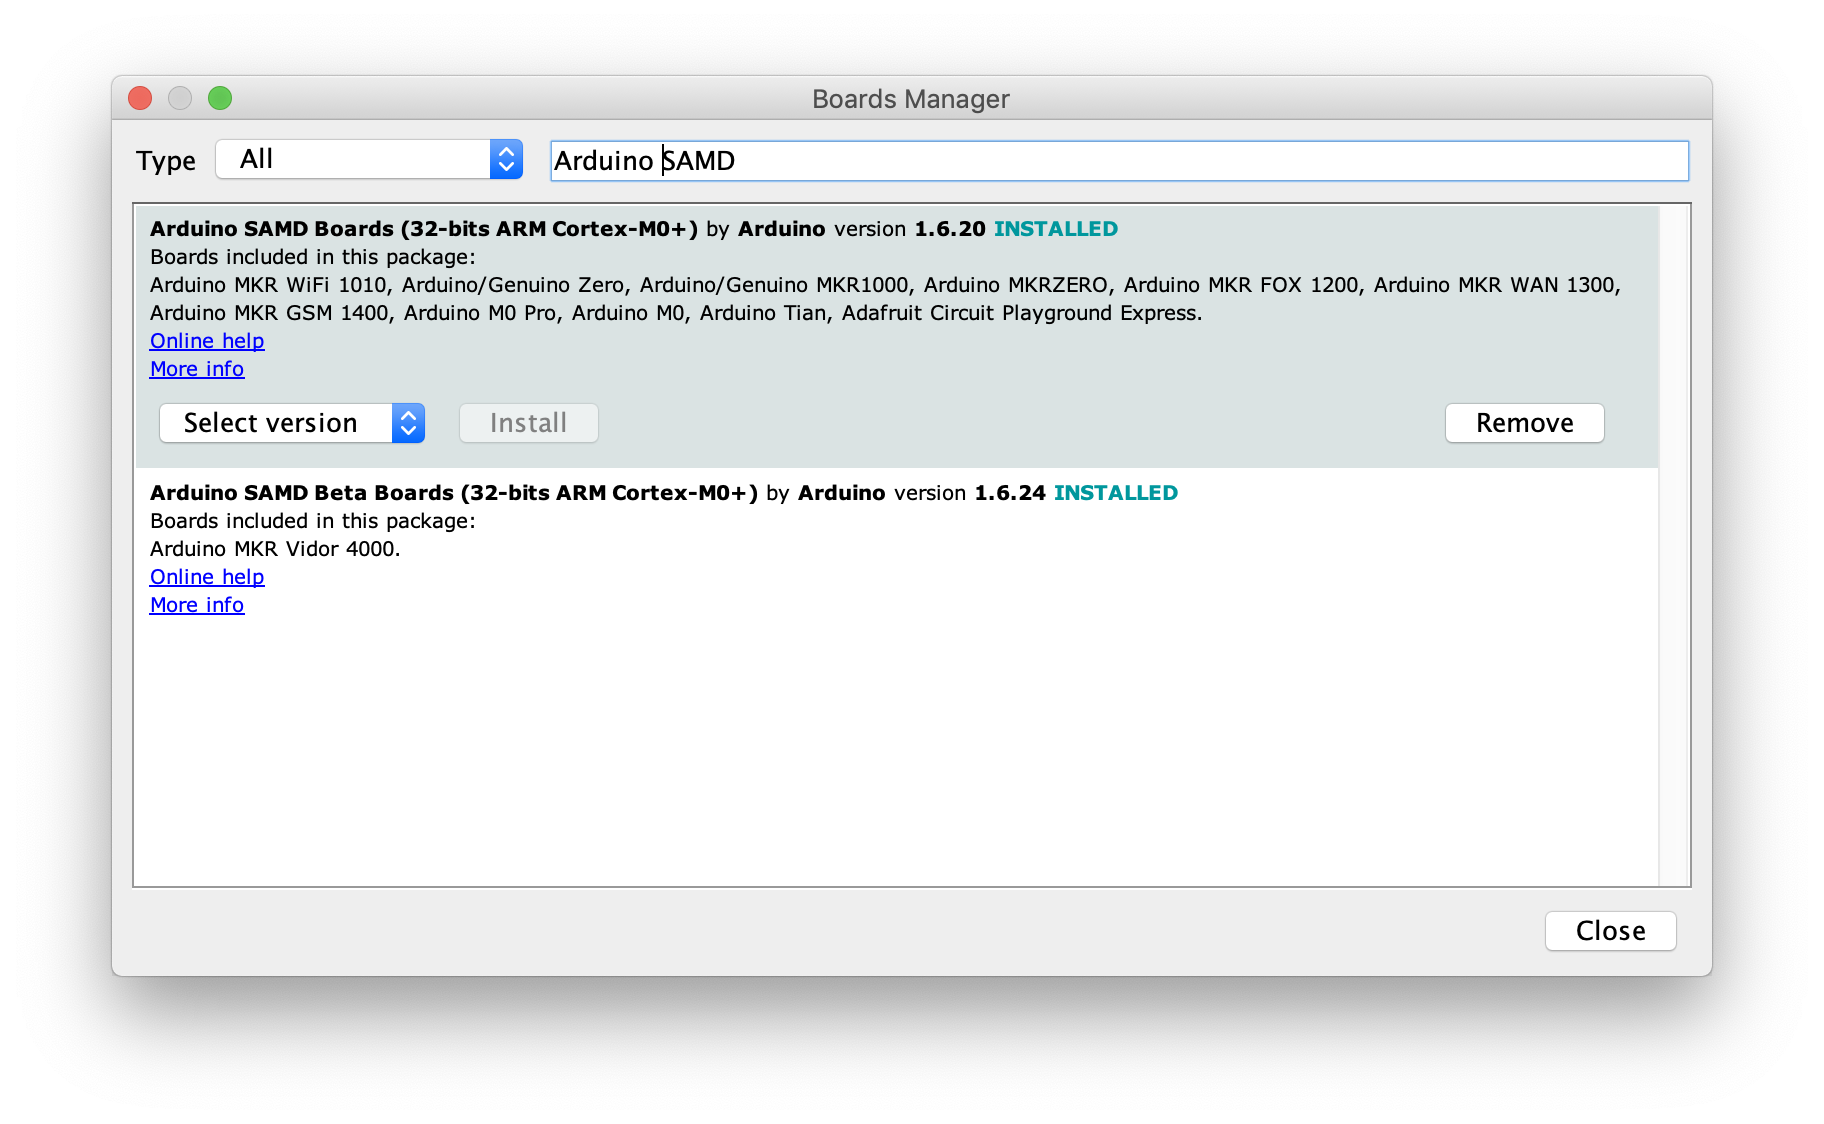 Boards Manager
Type All Arduino SAMD
Arduino SAMD Boards (32-bits ARM Cortex-M0+) by Arduino version 1.6.20 INSTALLED
Boards included in this package:
Arduino MKR WiFi 1010, Arduino/Genuino Zero, Arduino/Genuino MKR1000, Arduino MKRZERO, Arduino MKR FOX 1200, Arduino MKR WAN 1300,
Arduino MKR GSM 1400, Arduino M0 Pro, Arduino M0, Arduino Tian, Adafruit Circuit Playground Express.
Online help
More info
Select version Install Remove
Arduino SAMD Beta Boards (32-bits ARM Cortex-M0+) by Arduino version 1.6.24 INSTALLED
Boards included in this package:
Arduino MKR Vidor 4000.
Online help
More info
Close